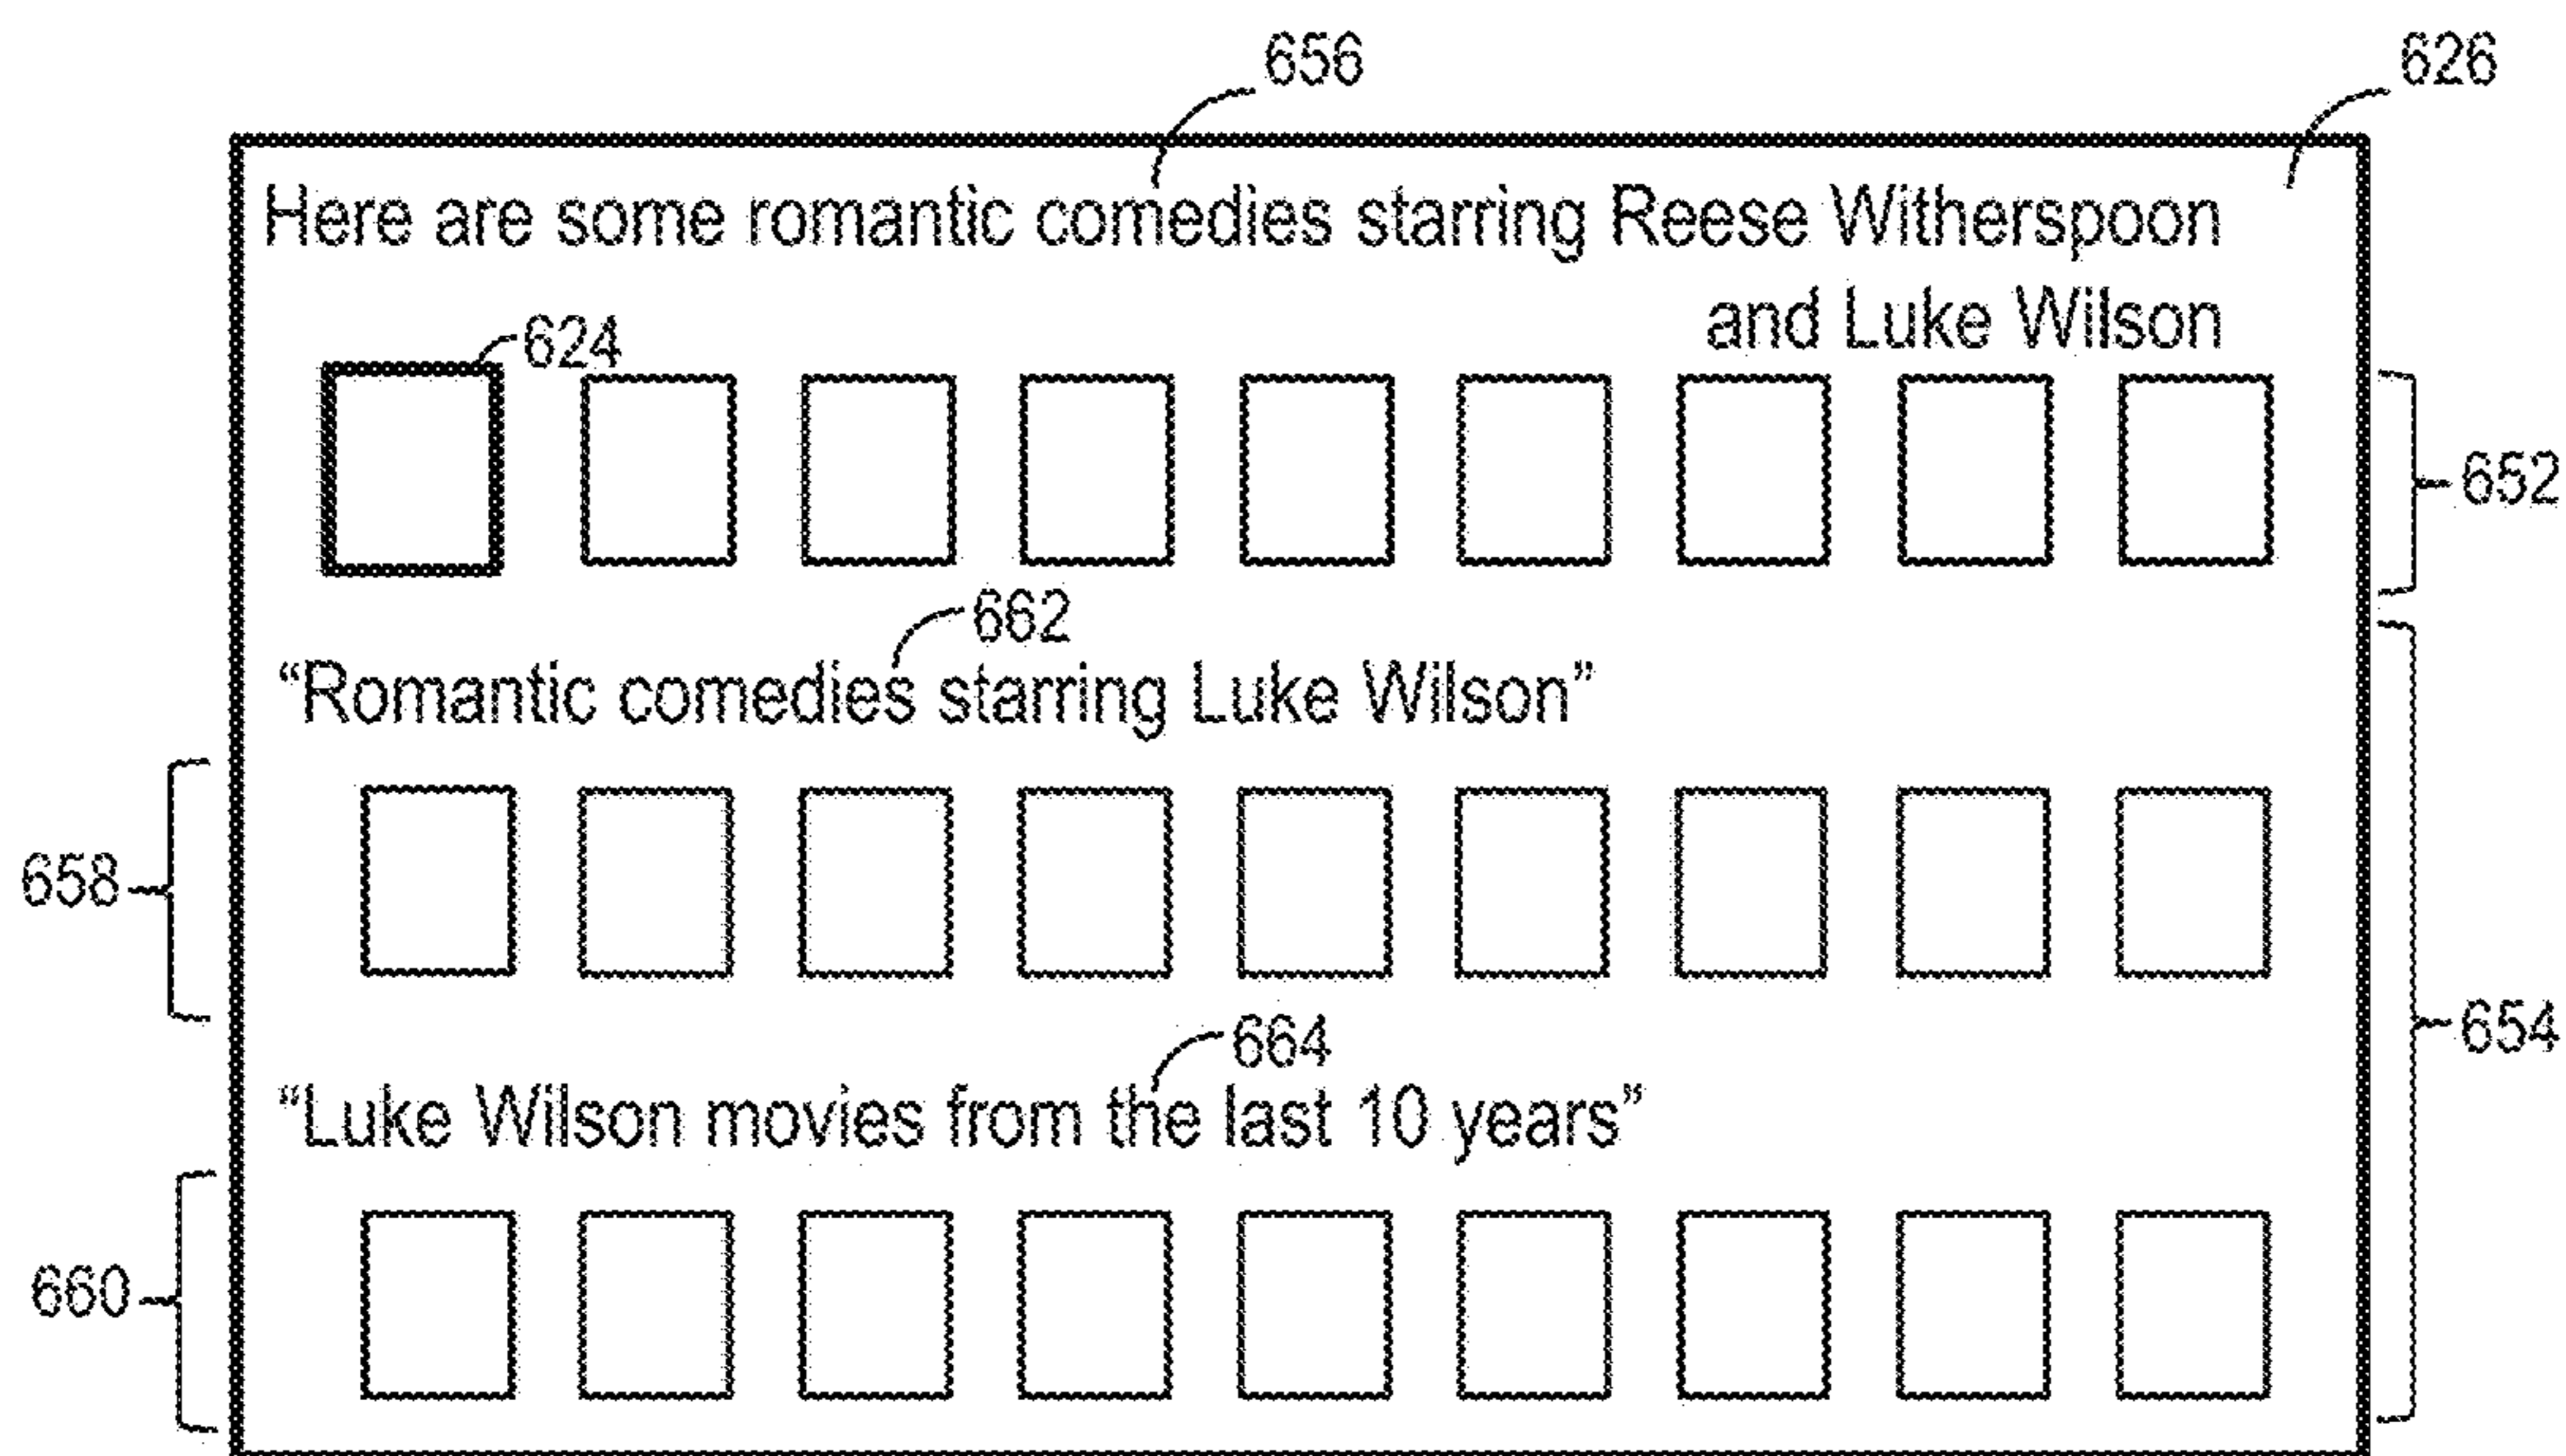 656
626
Here are some romantic comedies starring Reese Witherspoon
and Luke Wilson
624
652
662
“Romantic comedies starring Luke Wilson”
658
654
664
“Luke Wilson movies from the last 10 years”
660